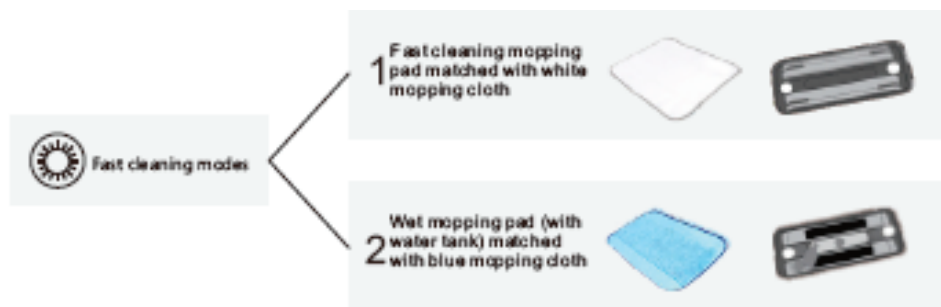 Fast cleaning modes
1
Fast cleaning mopping
pad matched with white
mopping cloth
2
Wet mopping pad (with
water tank) matched
with blue mopping cloth